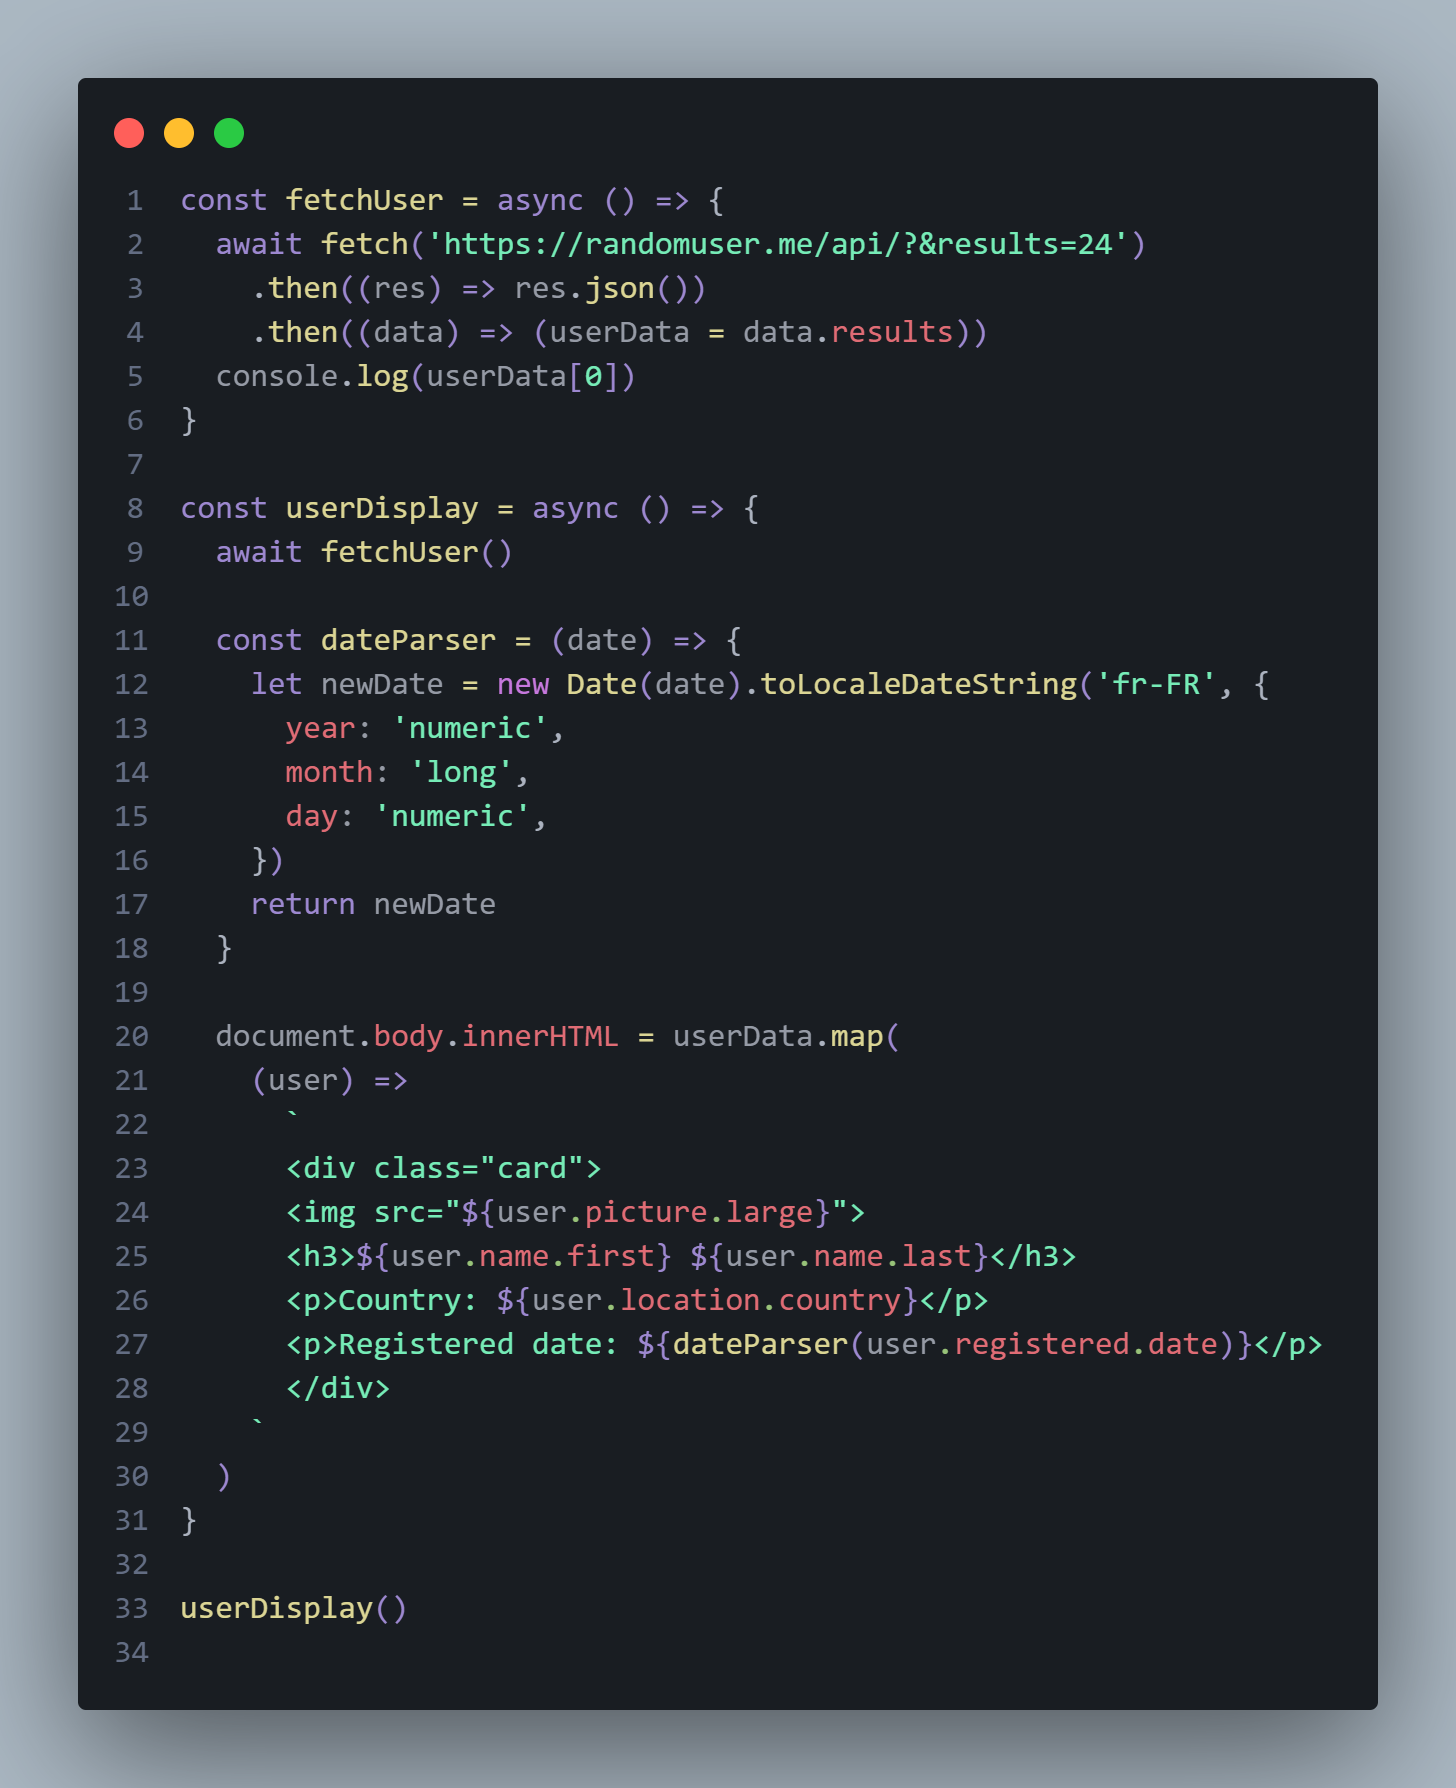 1 const fetchUser = async () => {
2   await fetch('https://randomuser.me/api/?&results=24')
3     .then((res) => res.json())
4     .then((data) => (userData = data.results))
5   console.log(userData[0])
6 }
7
8 const userDisplay = async () => {
9   await fetchUser()
10
11   const dateParser = (date) => {
12     let newDate = new Date(date).toLocaleDateString('fr-FR', {
13       year: 'numeric',
14       month: 'long',
15       day: 'numeric',
16     })
17     return newDate
18   }
19
20   document.body.innerHTML = userData.map(
21     (user) =>
22       `
23       <div class="card">
24       <img src="${user.picture.large}">
25       <h3>${user.name.first} ${user.name.last}</h3>
26       <p>Country: ${user.location.country}</p>
27       <p>Registered date: ${dateParser(user.registered.date)}</p>
28       </div>
29     `
30   )
31 }
32
33 userDisplay()
34